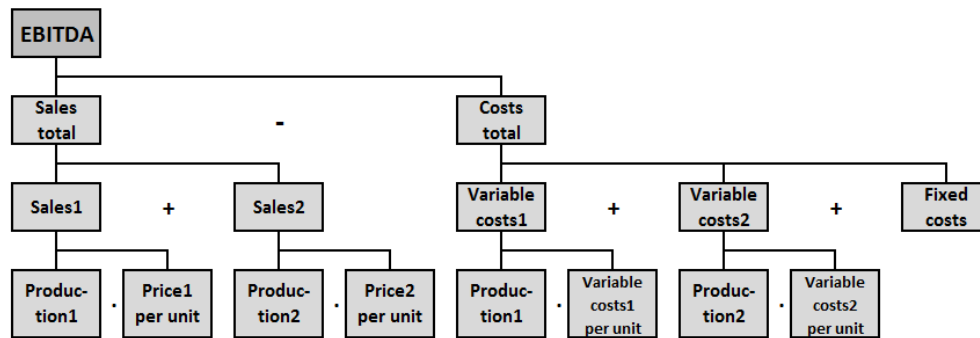 EBITDA
Sales
total
-
Costs
total
Sales1
+
Sales2
Variable
costs1
+
Variable
costs2
+
Fixed
costs
Produc-
tion1
.
Price1
per unit
Produc-
tion2
.
Price2
per unit
Produc-
tion1
.
Variable
costs1
per unit
Produc-
tion2
.
Variable
costs2
per unit